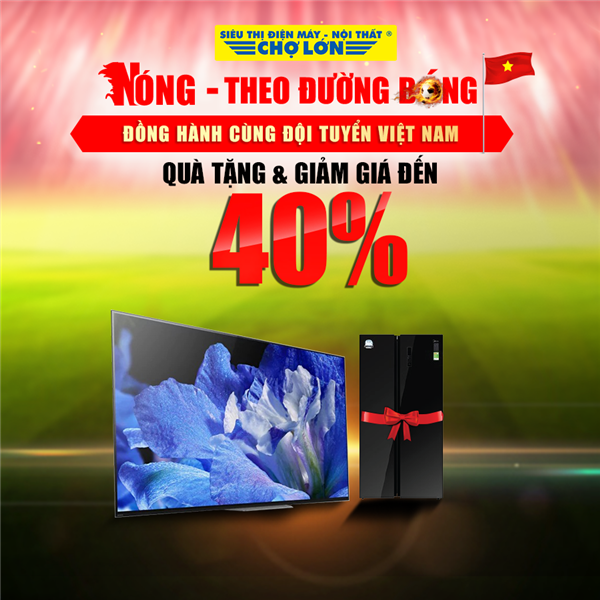 SIÊU THỊ ĐIỆN MÁY - NỘI THẤT ®
CHỢ LỚN
NÓNG - THEO ĐƯỜNG BÓNG
ĐỒNG HÀNH CÙNG ĐỘI TUYỂN VIỆT NAM
QUÀ TẶNG & GIẢM GIÁ ĐẾN
40%